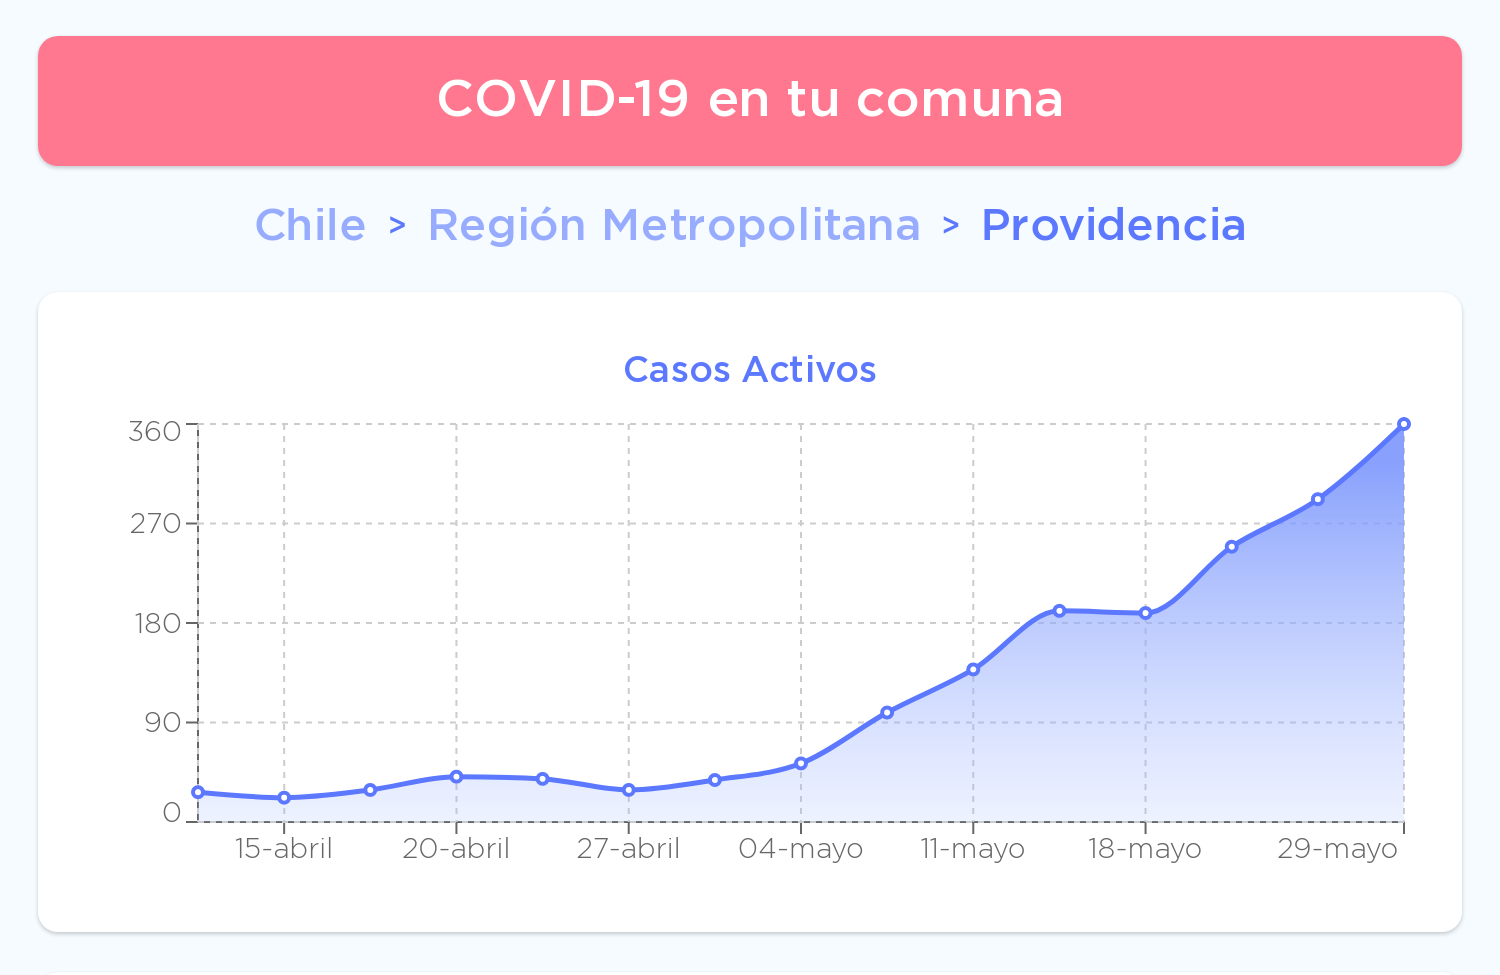 COVID-19 en tu comuna
Chile > Región Metropolitana > Providencia
Casos Activos
360
270
180
90
0
15-abril 20-abril 27-abril 04-mayo 11-mayo 18-mayo 29-mayo